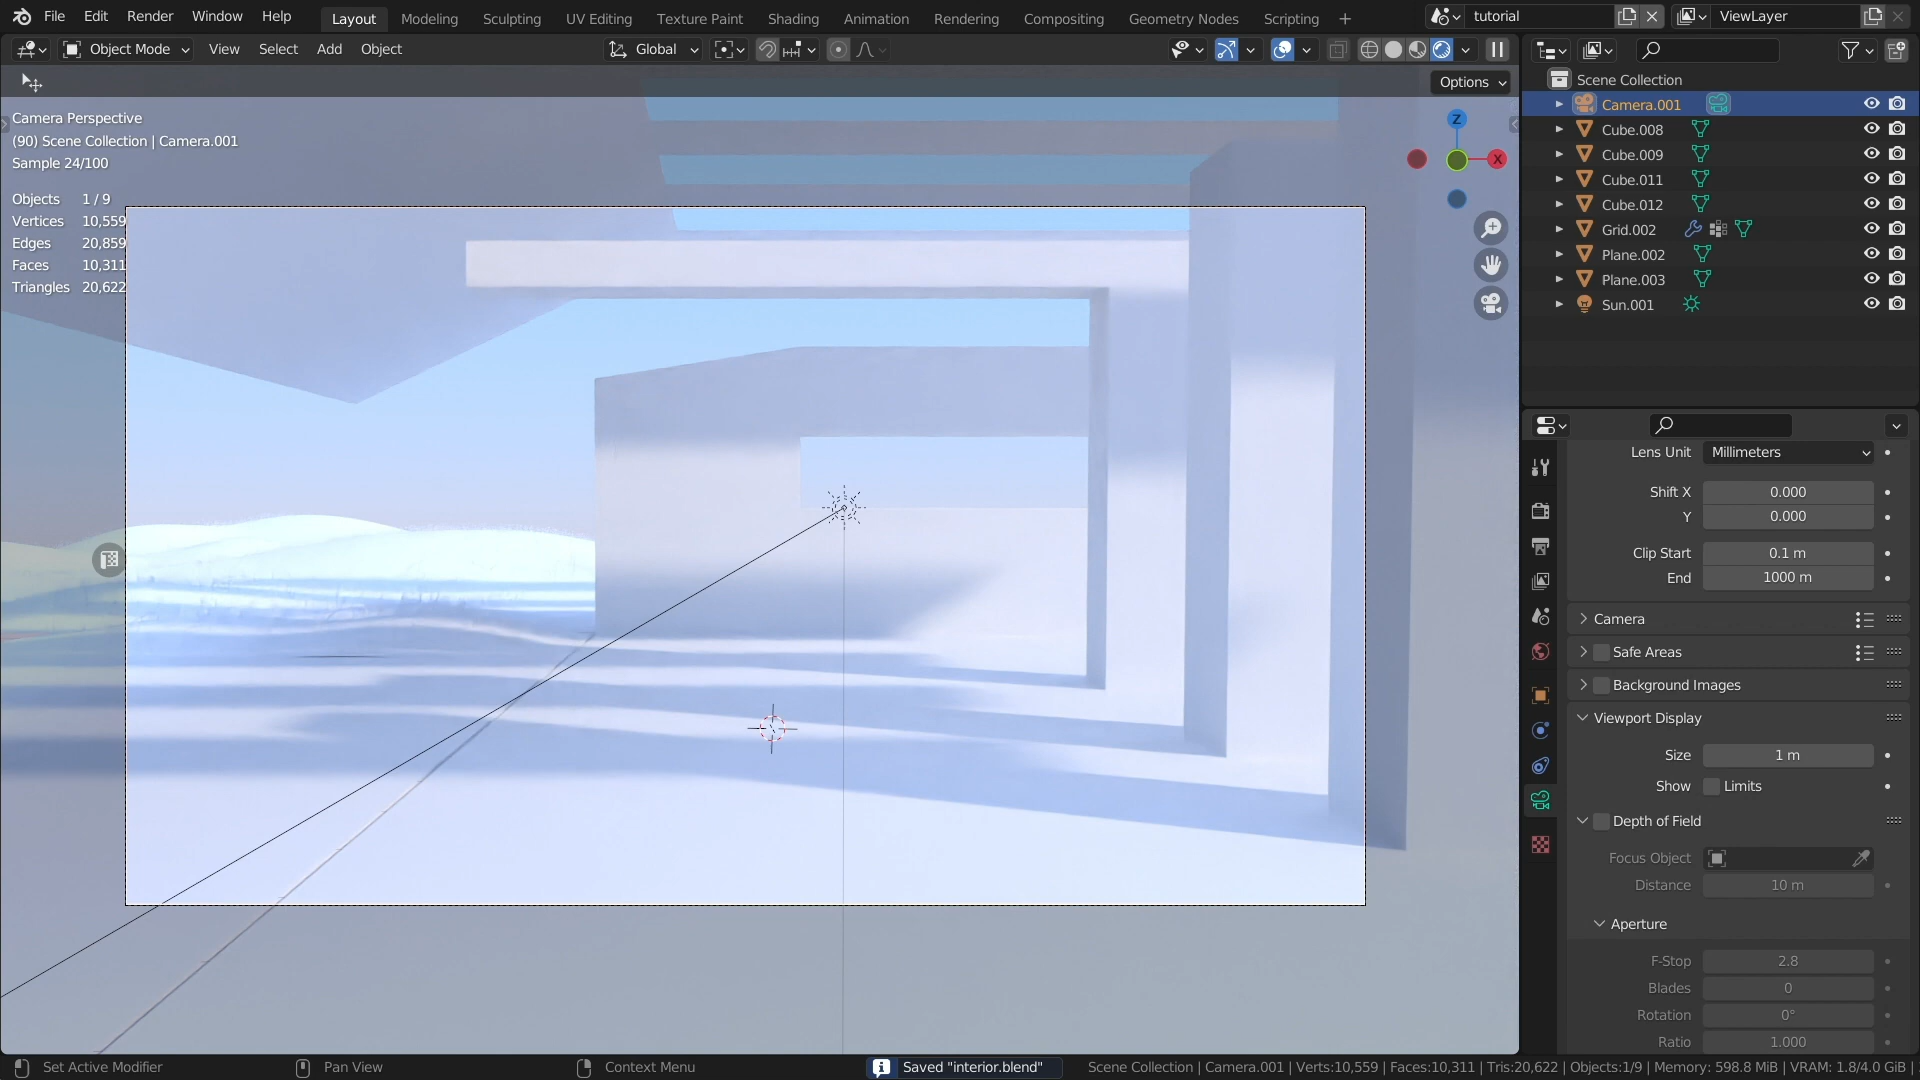 File Edit Render Window Help Layout Modeling Sculpting UV Editing Texture Paint Shading Animation Rendering Compositing Geometry Nodes Scripting + tutorial ViewLayer
Object Mode View Select Add Object Global
Options
Camera Perspective
(90) Scene Collection | Camera.001
Sample 24/100
Objects 1 / 9
Vertices 10,559
Edges 20,859
Faces 10,311
Triangles 20,622
Z
X
Scene Collection
Camera.001
Cube.008
Cube.009
Cube.011
Cube.012
Grid.002
Plane.002
Plane.003
Sun.001
Lens Unit Millimeters
Shift X 0.000
Y 0.000
Clip Start 0.1 m
End 1000 m
Camera
Safe Areas
Background Images
Viewport Display
Size 1 m
Show Limits
Depth of Field
Focus Object
Distance 10 m
Aperture
F-Stop 2.8
Blades 0
Rotation 0°
Ratio 1.000
Set Active Modifier Pan View Context Menu Saved "interior.blend" Scene Collection | Camera.001 | Verts:10,559 | Faces:10,311 | Tris:20,622 | Objects:1/9 | Memory: 598.8 MiB | VRAM: 1.8/4.0 GiB |